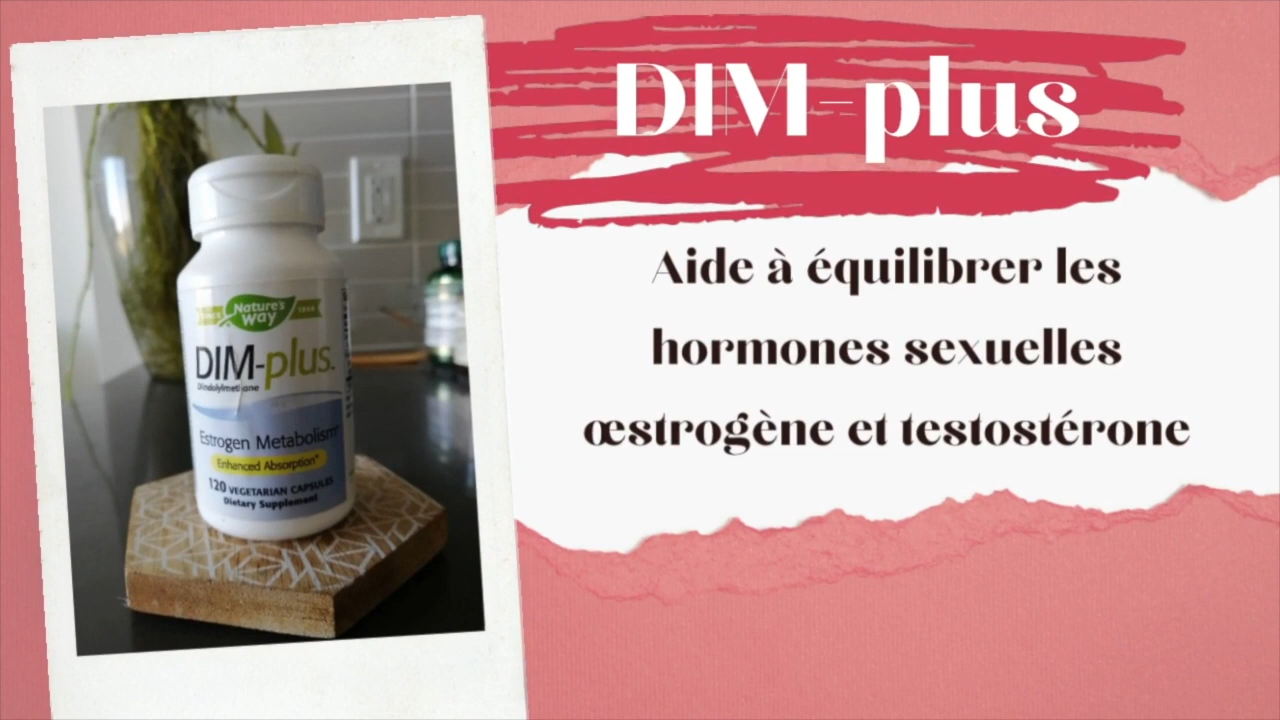 DIM-plus
Aide à équilibrer les
hormones sexuelles
œstrogène et testostérone
Nature's
Way
DIM-plus.
Diindolylmethane
Estrogen Metabolism
Enhanced Absorption*
120 VEGETARIAN CAPSULES
Dietary Supplement